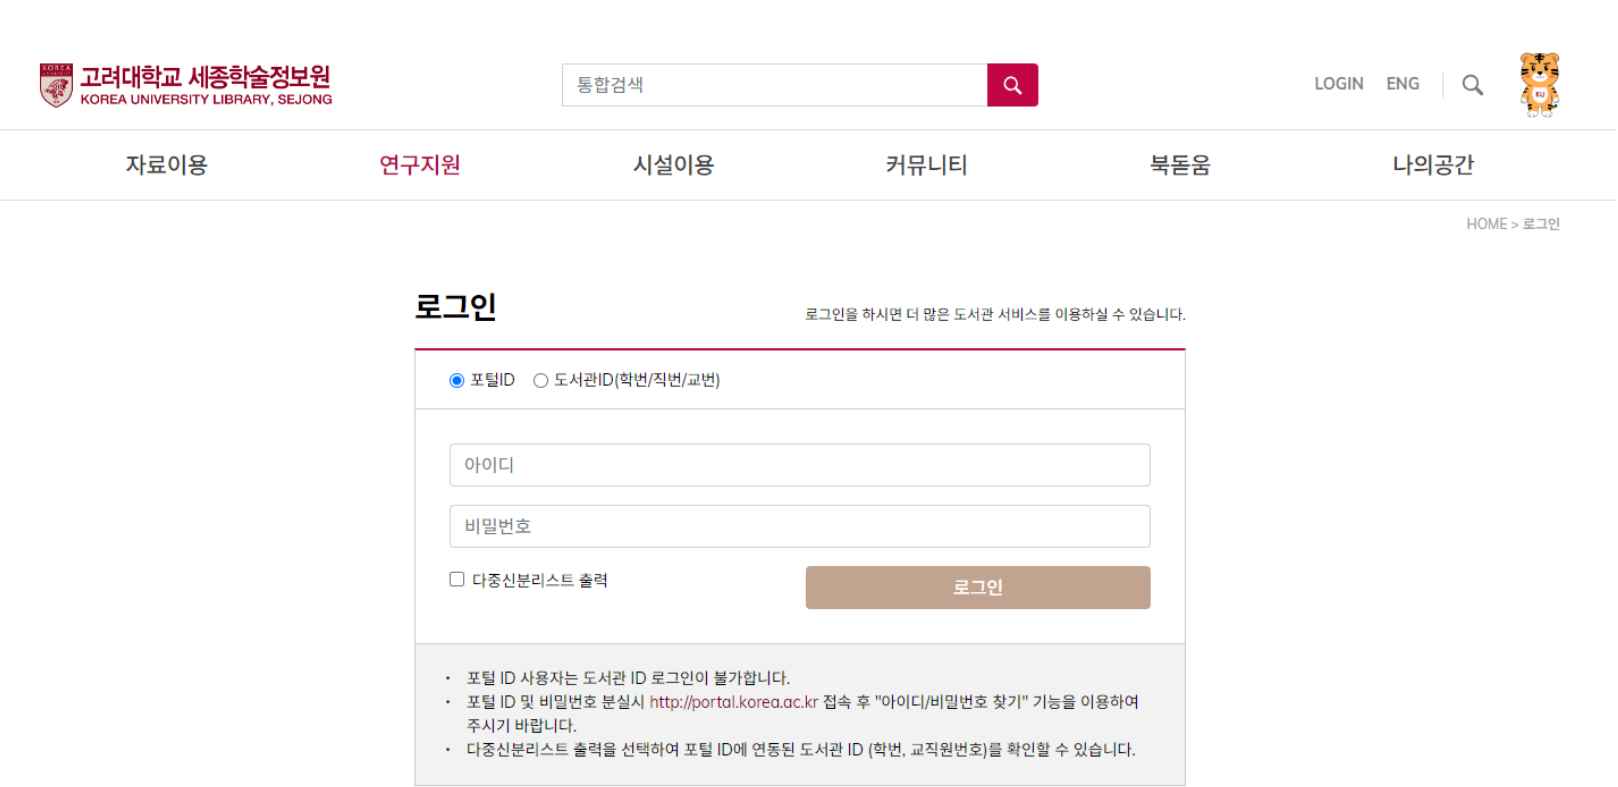 고려대학교 세종학술정보원
KOREA UNIVERSITY LIBRARY, SEJONG
통합검색
LOGIN ENG
KU
자료이용 연구지원 시설이용 커뮤니티 북돋움 나의공간
HOME > 로그인
로그인
로그인을 하시면 더 많은 도서관 서비스를 이용하실 수 있습니다.
포털ID 도서관ID(학번/직번/교번)
아이디
비밀번호
다중신분리스트 출력
로그인
· 포털 ID 사용자는 도서관 ID 로그인이 불가합니다.
· 포털 ID 및 비밀번호 분실시 http://portal.korea.ac.kr 접속 후 "아이디/비밀번호 찾기" 기능을 이용하여
주시기 바랍니다.
· 다중신분리스트 출력을 선택하여 포털 ID에 연동된 도서관 ID (학번, 교직원번호)를 확인할 수 있습니다.